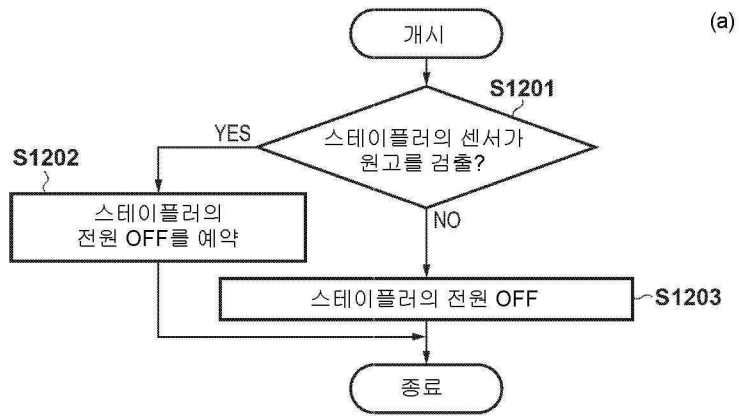 (a)
개시
S1201
스테이플러의 센서가
원고를 검출?
YES
S1202
스테이플러의
전원 OFF를 예약
NO
스테이플러의 전원 OFF
S1203
종료